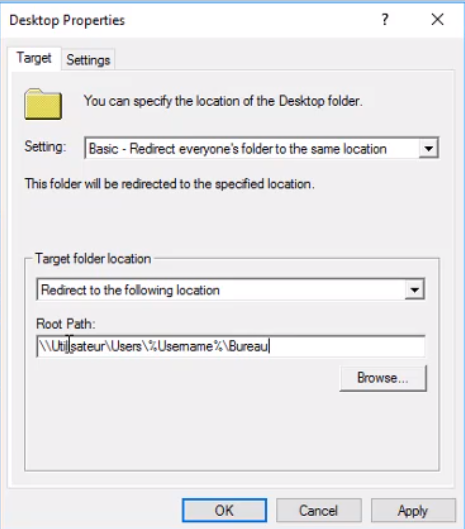 Desktop Properties
?
Target
Settings
You can specify the location of the Desktop folder.
Setting:
Basic - Redirect everyone's folder to the same location
This folder will be redirected to the specified location.
Target folder location
Redirect to the following location
Root Path:
\\Utilisateur\Users\%Username%\Bureau
Browse...
OK
Cancel
Apply